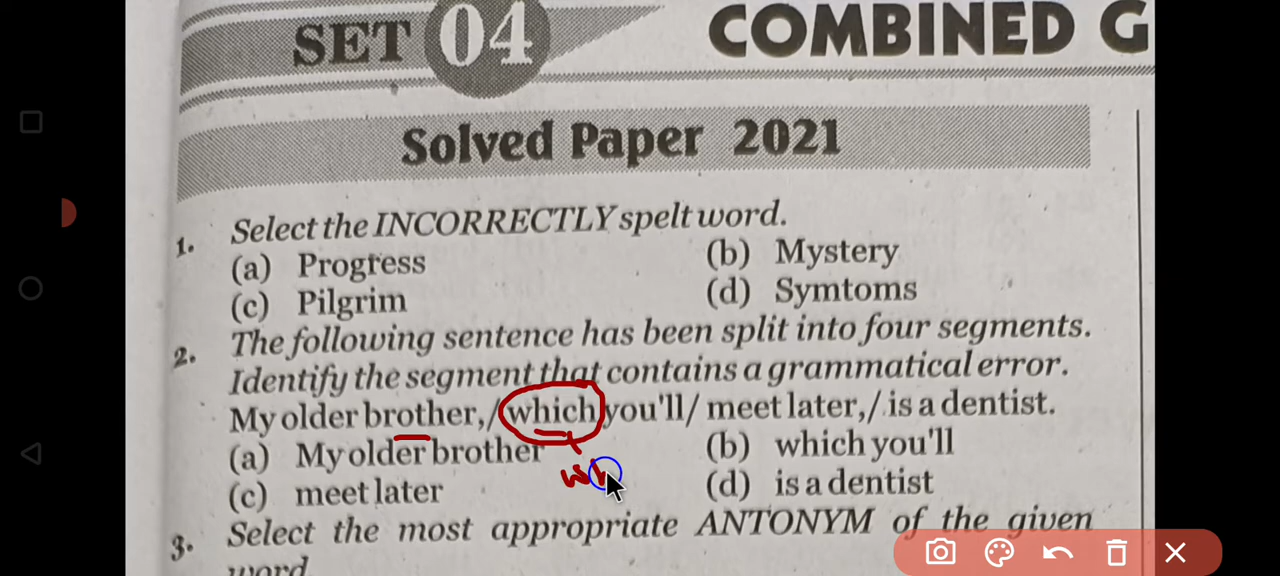 SET 04 COMBINED G
Solved Paper 2021
1. Select the INCORRECTLY spelt word.
(a) Progress (b) Mystery
(c) Pilgrim (d) Symtoms
2. The following sentence has been split into four segments.
Identify the segment that contains a grammatical error.
My older brother,/which you'll/ meet later,/ is a dentist.
(a) My older brother (b) which you'll
wh
(c) meet later (d) is a dentist
3. Select the most appropriate ANTONYM of the given
word